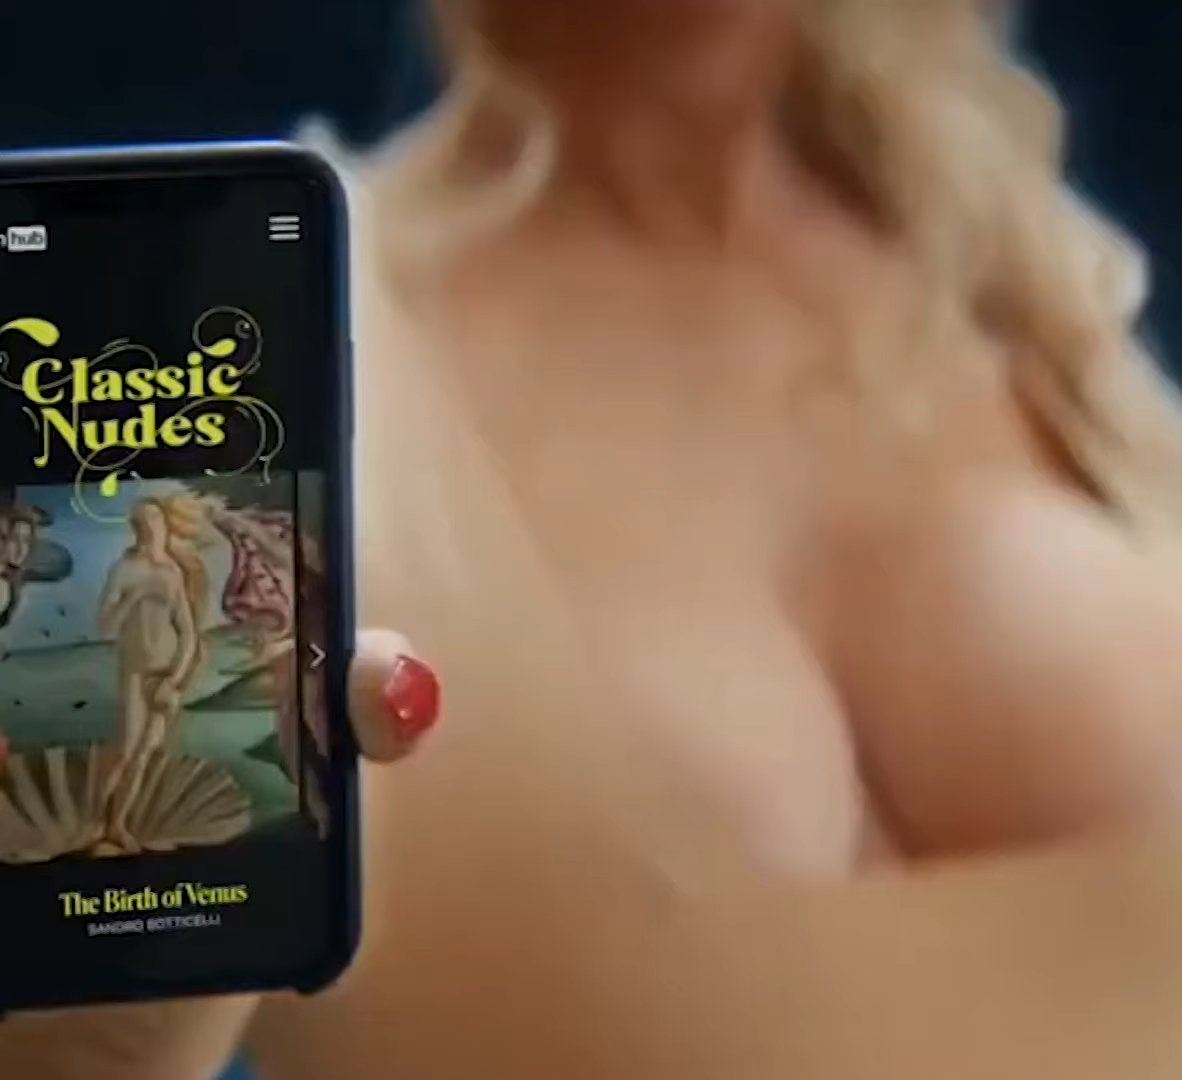 hub
Classic
Nudes
The Birth of Venus
SANDRO BOTTICELLI